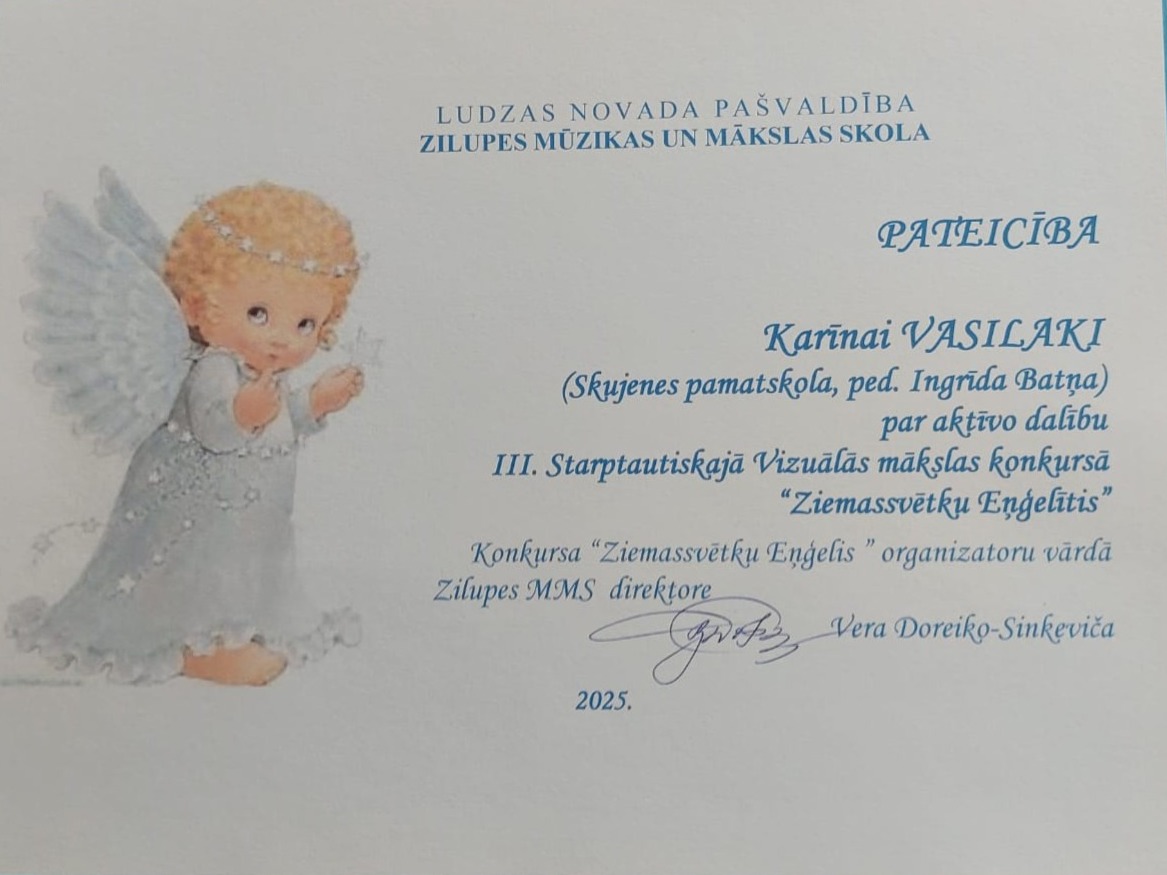 LUDZAS NOVADA PAŠVALDĪBA
ZILUPES MŪZIKAS UN MĀKSLAS SKOLA
PATEICĪBA
Karīnai VASILAKI
(Skujenes pamatskola, ped. Ingrīda Batņa)
par aktīvo dalību
III. Starptautiskajā Vizuālās mākslas konkursā
“Ziemassvētku Eņģelītis”
Konkursa “Ziemassvētku Eņģelis ” organizatoru vārdā
Zilupes MMS direktore
Vera Doreiko-Sinkeviča
2025.